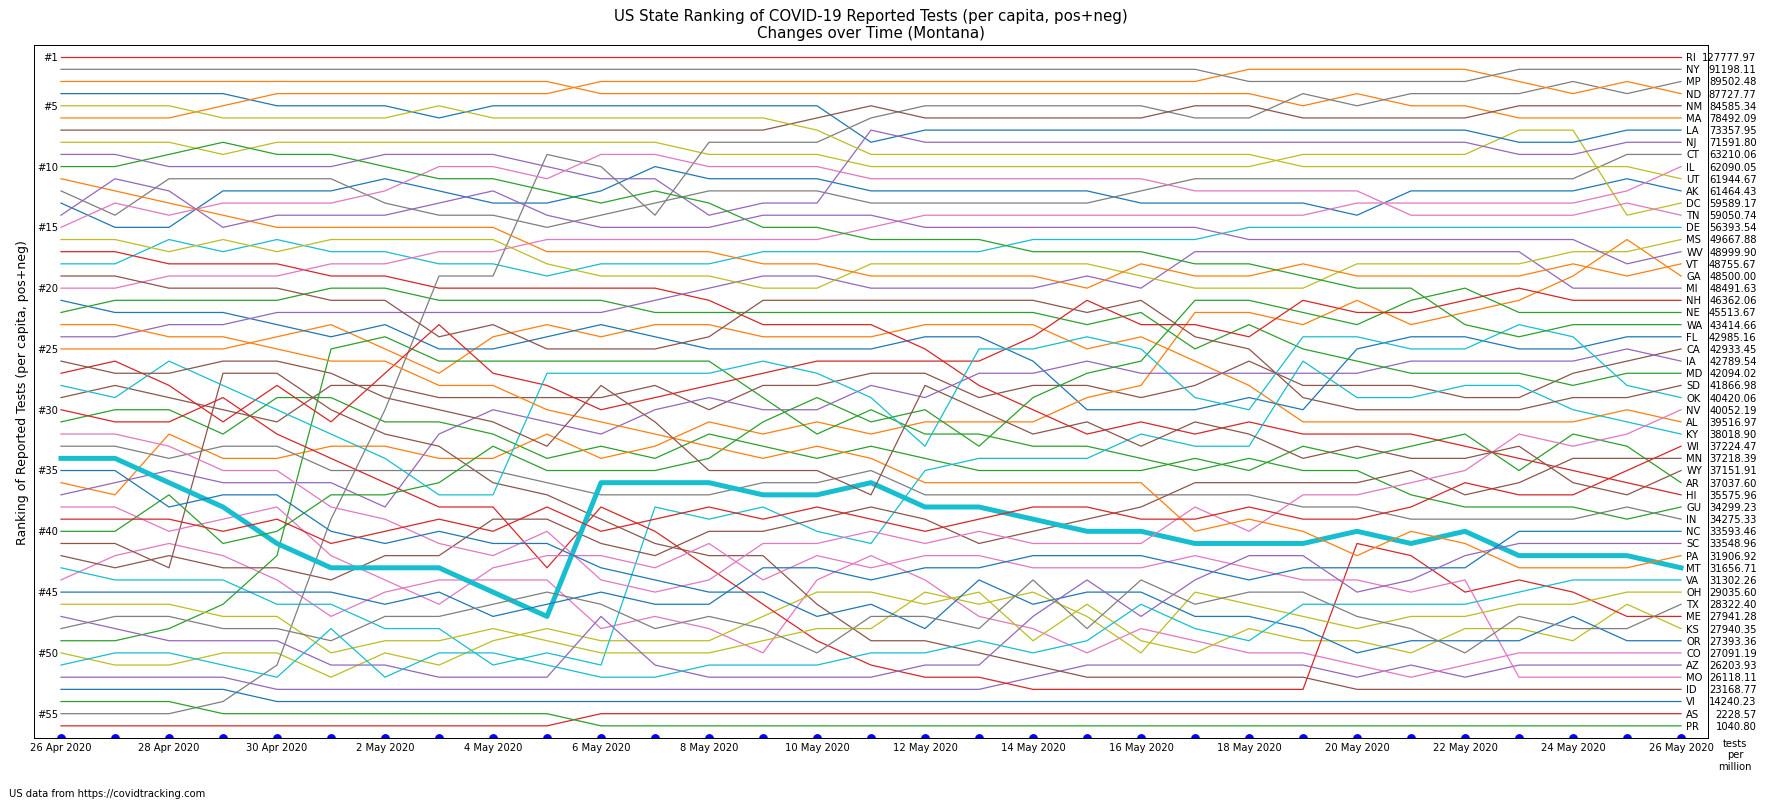 US State Ranking of COVID-19 Reported Tests (per capita, pos+neg)
Changes over Time (Montana)
Ranking of Reported Tests (per capita, pos+neg)
#1
#5
#10
#15
#20
#25
#30
#35
#40
#45
#50
#55
RI 127777.97
NY 91198.11
MP 89502.48
ND 87727.77
NM 84585.34
MA 78492.09
LA 73357.95
NJ 71591.80
CT 63210.06
IL 62090.05
UT 61944.67
AK 61464.43
DC 59589.17
TN 59050.74
DE 56393.54
MS 49667.88
WV 48999.90
VT 48755.67
GA 48500.00
MI 48491.63
NH 46362.06
NE 45513.67
WA 43414.66
FL 42985.16
CA 42933.45
IA 42789.54
MD 42094.02
SD 41866.98
OK 40420.06
NV 40052.19
AL 39516.97
KY 38018.90
WI 37224.47
MN 37218.39
WY 37151.91
AR 37037.60
HI 35575.96
GU 34299.23
IN 34275.33
NC 33593.46
SC 33548.96
PA 31906.92
MT 31656.71
VA 31302.26
OH 29035.60
TX 28322.40
ME 27941.28
KS 27940.35
OR 27393.36
CO 27091.19
AZ 26203.93
MO 26118.11
ID 23168.77
VI 14240.23
AS 2228.57
PR 1040.80
26 Apr 2020
28 Apr 2020
30 Apr 2020
2 May 2020
4 May 2020
6 May 2020
8 May 2020
10 May 2020
12 May 2020
14 May 2020
16 May 2020
18 May 2020
20 May 2020
22 May 2020
24 May 2020
26 May 2020
tests
per
million
US data from https://covidtracking.com